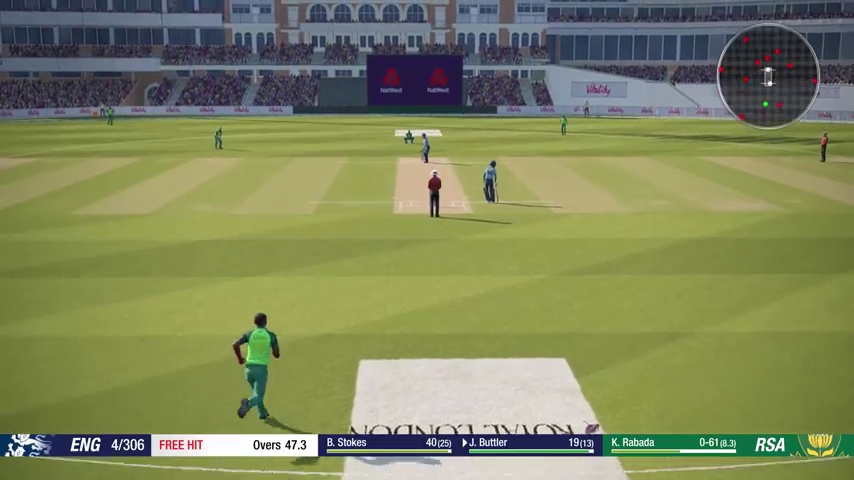 NatWest NatWest
Vitality
Vitality
ROYAL LONDON
ENG 4/306 FREE HIT Overs 47.3 B. Stokes 40(25) J. Buttler 19(13) K. Rabada 0-61(8.3) RSA